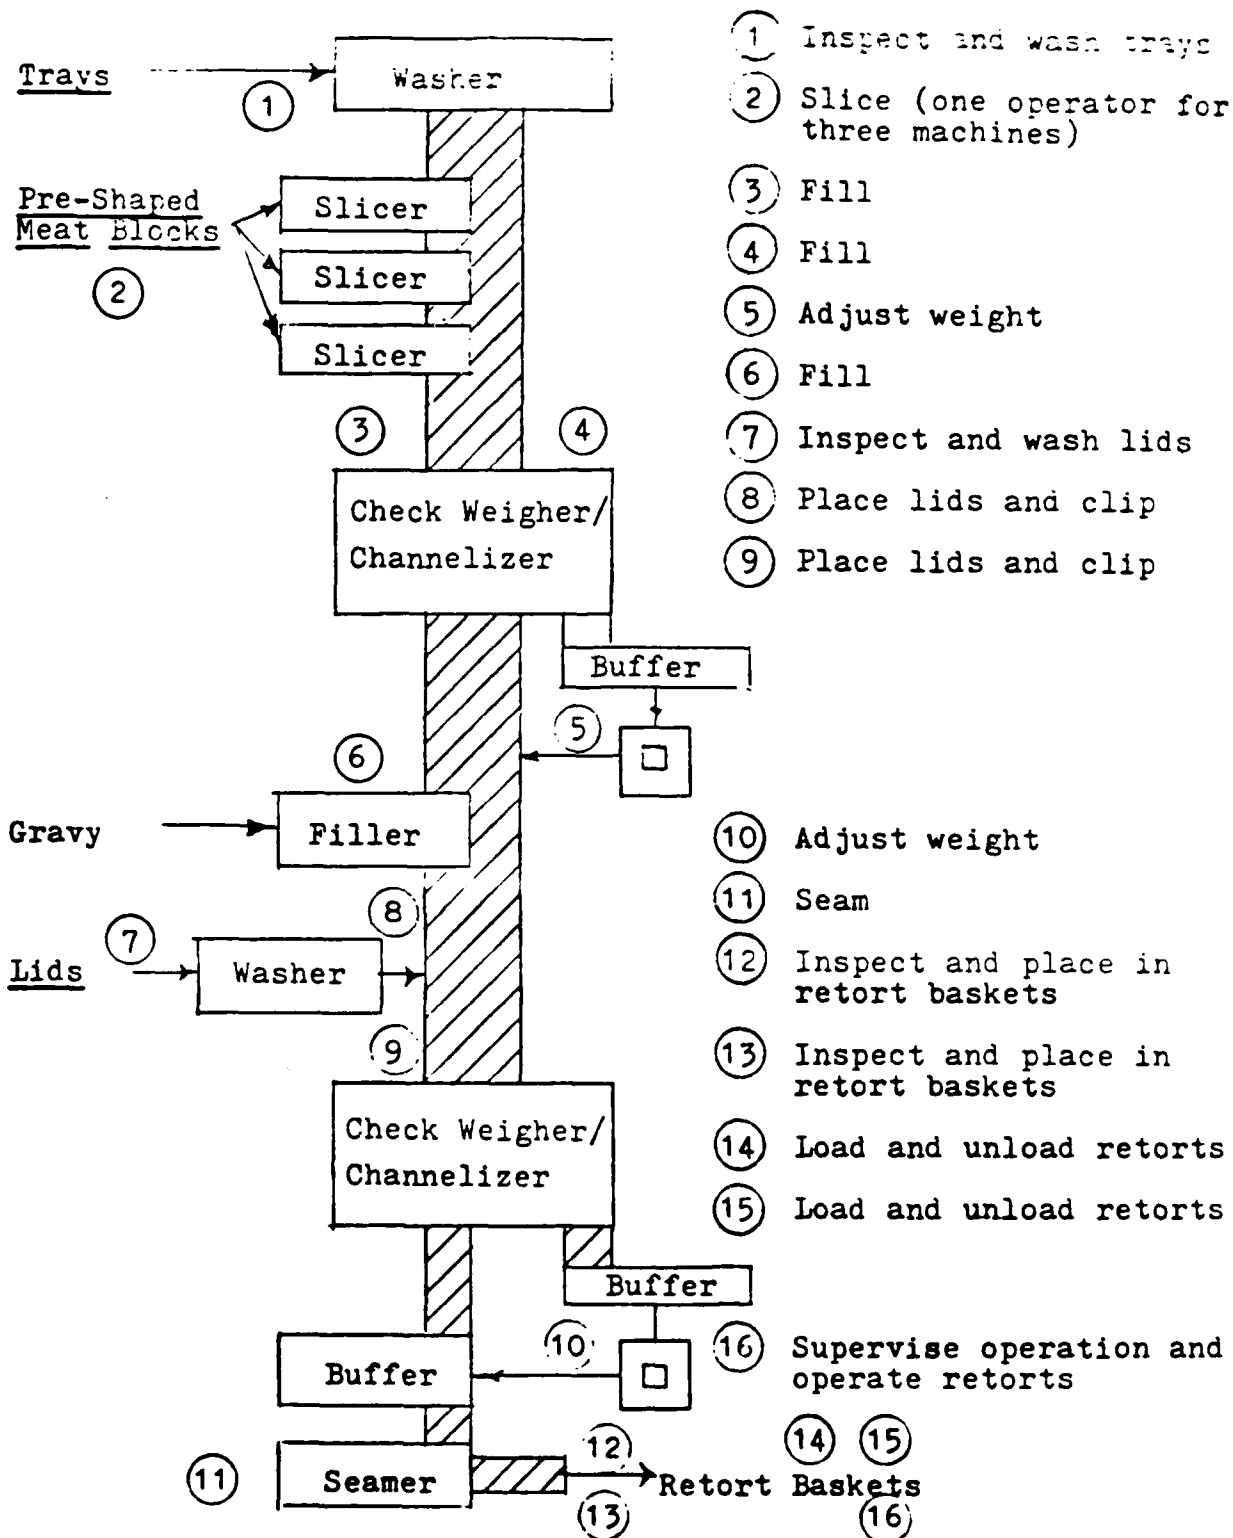 1 Inspect and wash trays
Trays
1
Washer
2 Slice (one operator for
three machines)
Pre-Shaped
Meat Blocks
2
Slicer
Slicer
Slicer
3 Fill
4 Fill
5 Adjust weight
6 Fill
7 Inspect and wash lids
8 Place lids and clip
9 Place lids and clip
3
4
Check Weigher/
Channelizer
Buffer
5
6
Gravy
Filler
8
7
Lids
Washer
9
10 Adjust weight
11 Seam
12 Inspect and place in
retort baskets
13 Inspect and place in
retort baskets
14 Load and unload retorts
15 Load and unload retorts
Check Weigher/
Channelizer
Buffer
10
Buffer
16 Supervise operation and
operate retorts
11
Seamer
12
13
14 15
Retort Baskets
16